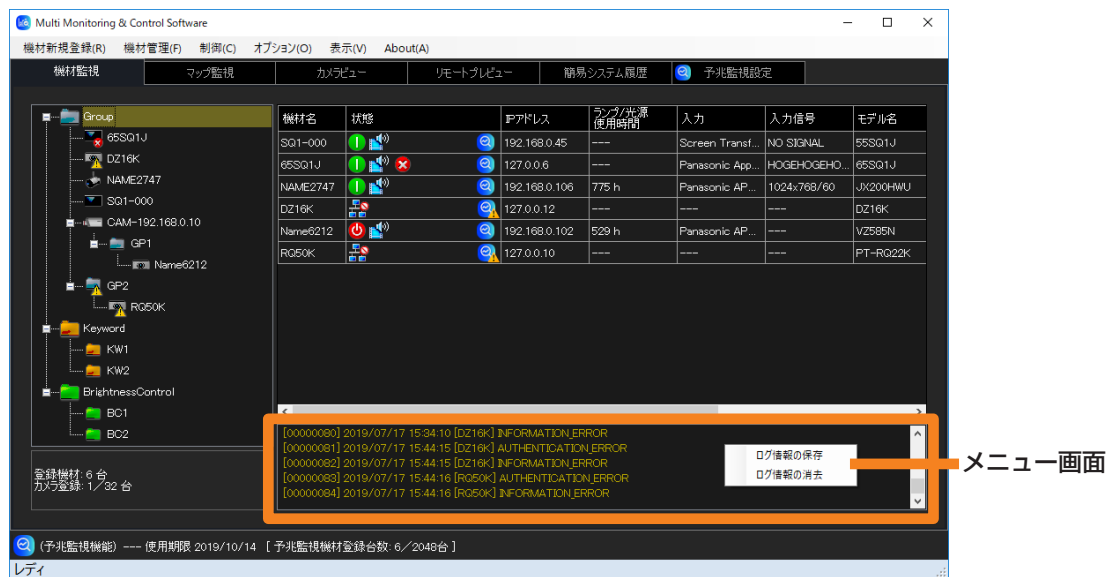 Multi Monitoring & Control Software
機材新規登録(R) 機材管理(F) 制御(C) オプション(O) 表示(V) About(A)
機材監視 マップ監視 カメラビュー リモートプレビュー 簡易システム履歴 予兆監視設定
Group
65SQ1J
DZ16K
NAME2747
SQ1-000
CAM-192.168.0.10
GP1
Name6212
GP2
RQ50K
Keyword
KW1
KW2
BrightnessControl
BC1
BC2
登録機材: 6 台
カメラ登録: 1/32 台
機材名 状態 IPアドレス ランプ/光源使用時間 入力 入力信号 モデル名
SQ1-000 192.168.0.45 --- Screen Transf... NO SIGNAL 55SQ1J
65SQ1J 127.0.0.6 --- Panasonic App... HOGEHOGEHO... 65SQ1J
NAME2747 192.168.0.106 775 h Panasonic AP... 1024x768/60 JX200HWU
DZ16K 127.0.0.12 --- --- --- DZ16K
Name6212 192.168.0.102 529 h Panasonic AP... --- VZ585N
RQ50K 127.0.0.10 --- --- --- PT-RQ22K
[00000080] 2019/07/17 15:34:10 [DZ16K] INFORMATION_ERROR
[00000081] 2019/07/17 15:44:15 [DZ16K] AUTHENTICATION_ERROR
[00000082] 2019/07/17 15:44:15 [DZ16K] INFORMATION_ERROR
[00000083] 2019/07/17 15:44:16 [RQ50K] AUTHENTICATION_ERROR
[00000084] 2019/07/17 15:44:16 [RQ50K] INFORMATION_ERROR
ログ情報の保存
ログ情報の消去
メニュー画面
(予兆監視機能) --- 使用期限 2019/10/14 [ 予兆監視機材登録台数: 6/2048台 ]
レディ